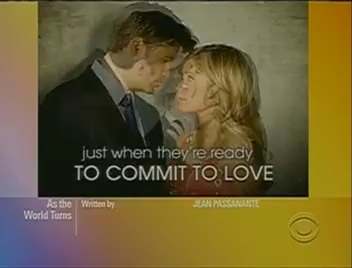 just when they're ready
TO COMMIT TO LOVE
As the
World Turns
Written by
JEAN PASSANANTE